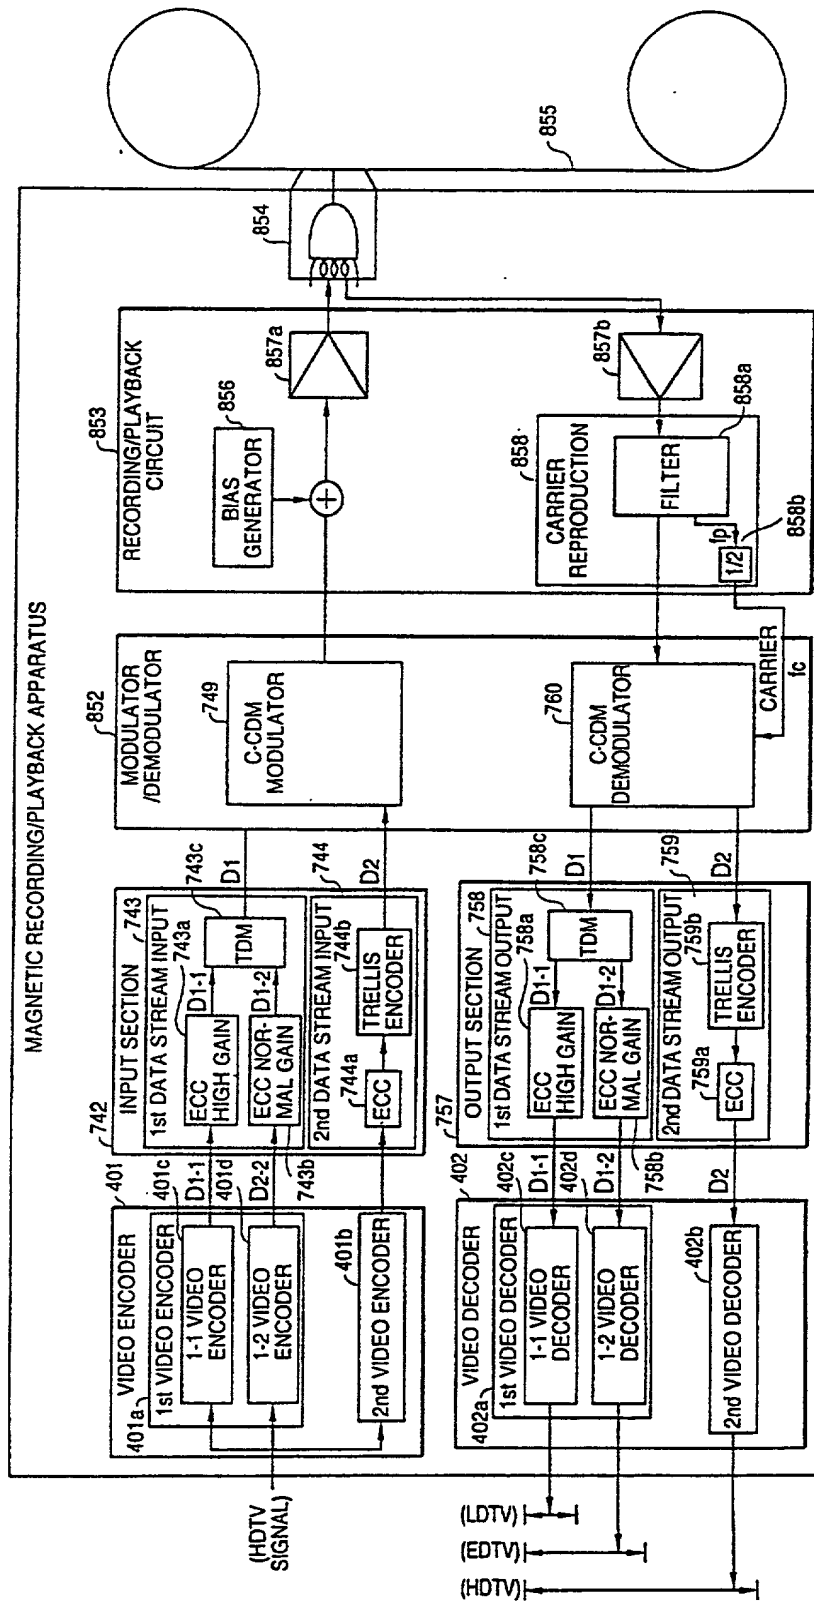 MAGNETIC RECORDING/PLAYBACK APPARATUS
(HDTV
SIGNAL)
401
VIDEO ENCODER
401a
1st VIDEO ENCODER
401c
1-1 VIDEO
ENCODER
401d
1-2 VIDEO
ENCODER
401b
2nd VIDEO ENCODER
D1-1
D2-2
742
INPUT SECTION
743
1st DATA STREAM INPUT
743a
ECC
HIGH GAIN
ECC NOR-
MAL GAIN
743b
D1-1
D1-2
743c
TDM
744
2nd DATA STREAM INPUT
744a
ECC
744b
TRELLIS
ENCODER
D1
D2
852
MODULATOR
/DEMODULATOR
749
C-CDM
MODULATOR
853
RECORDING/PLAYBACK
CIRCUIT
856
BIAS
GENERATOR
+
857a
854
855
857b
858
CARRIER
REPRODUCTION
858a
FILTER
fp
1/2
858b
CARRIER
fc
760
C-CDM
DEMODULATOR
D1
D2
757
OUTPUT SECTION
758
1st DATA STREAM OUTPUT
758a
ECC
HIGH GAIN
ECC NOR-
MAL GAIN
758b
D1-1
D1-2
758c
TDM
759
2nd DATA STREAM OUTPUT
759b
TRELLIS
ENCODER
759a
ECC
D1-1
D1-2
D2
402
VIDEO DECODER
402a
1st VIDEO DECODER
402c
1-1 VIDEO
DECODER
402d
1-2 VIDEO
DECODER
402b
2nd VIDEO DECODER
(LDTV)
(EDTV)
(HDTV)